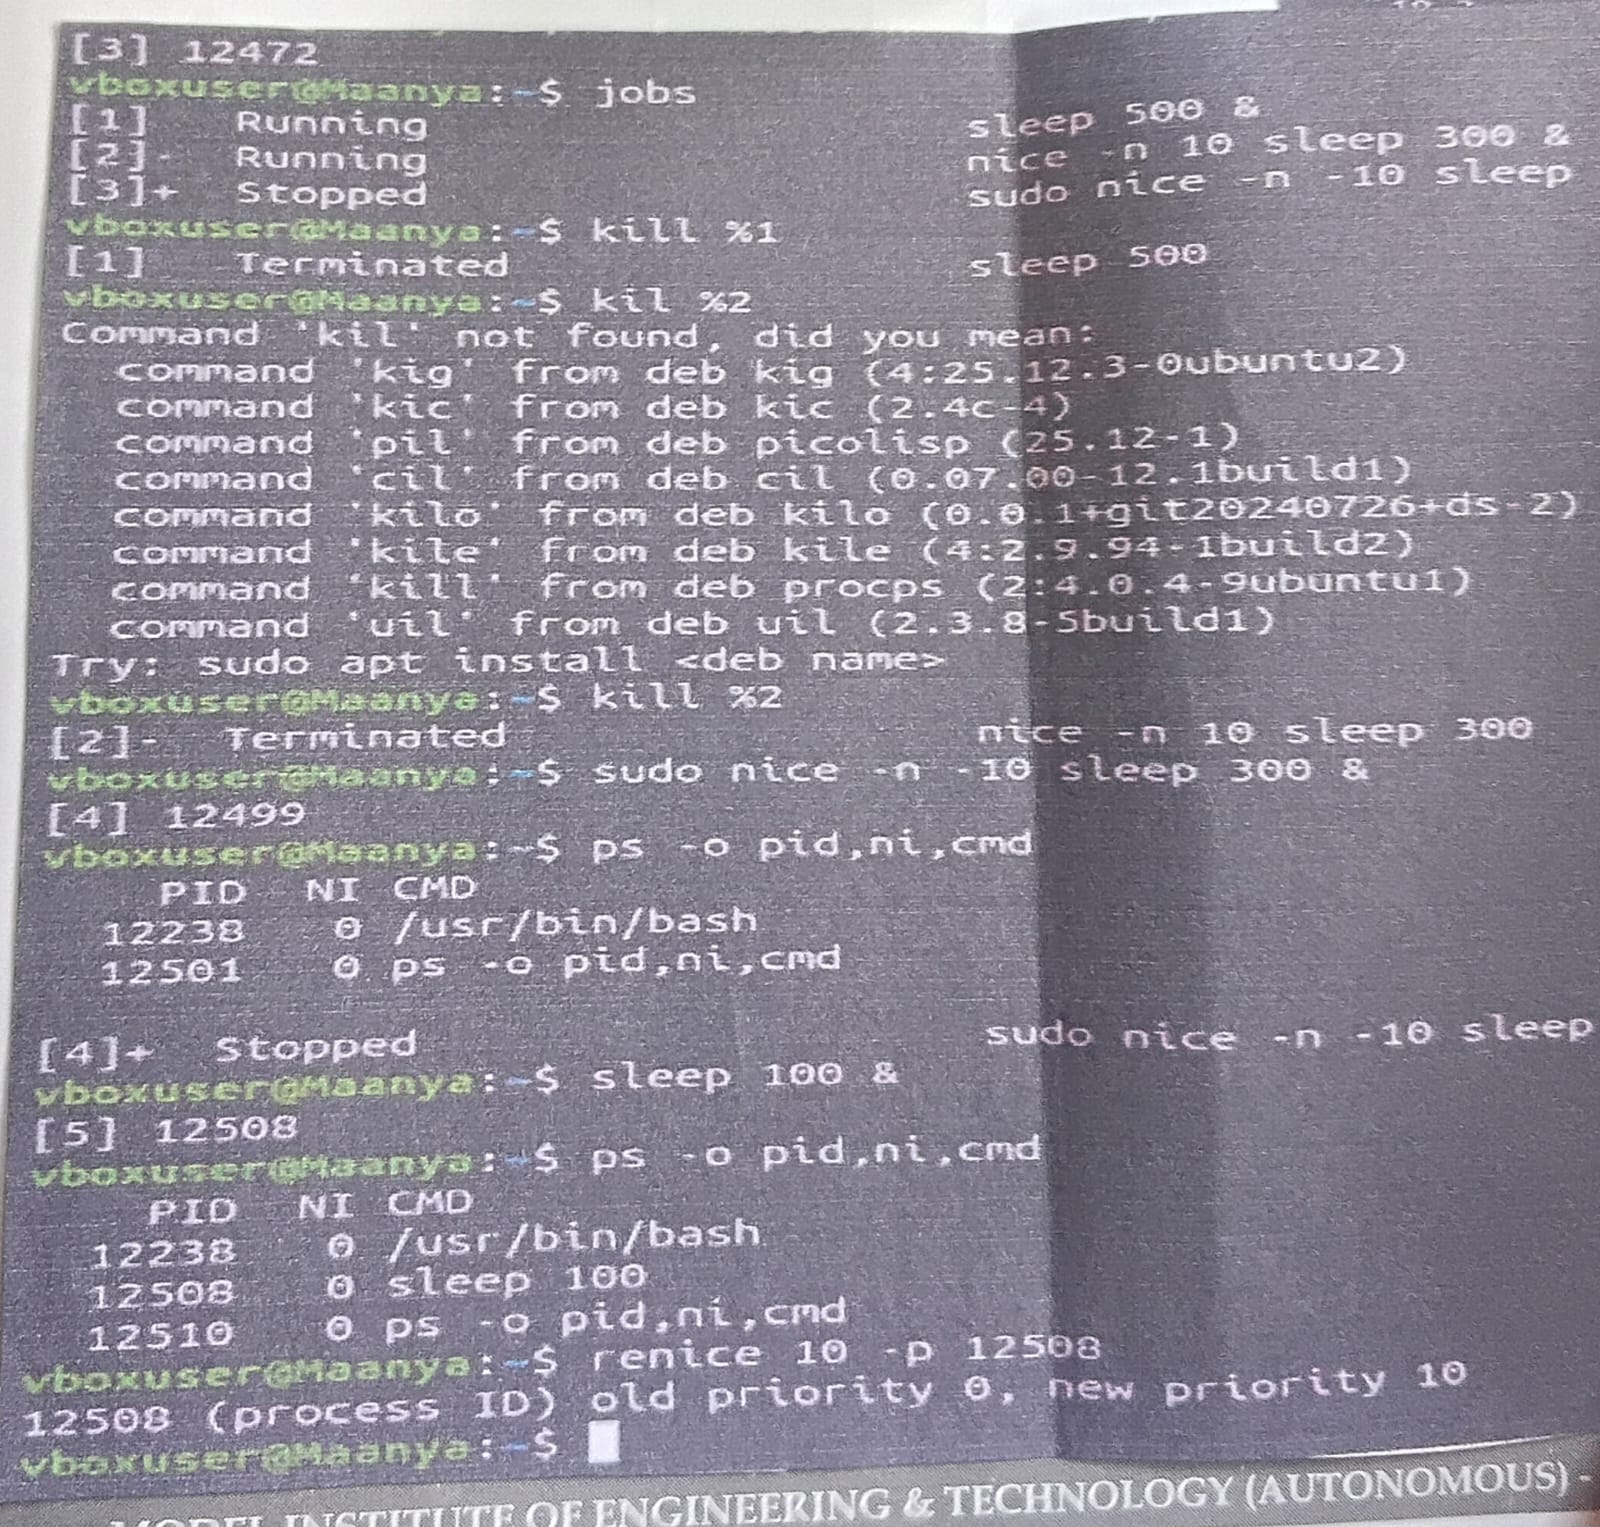 [3] 12472
vboxuser@Maanya:~$ jobs
[1]   Running                 sleep 500 &
[2]-  Running                 nice -n 10 sleep 300 &
[3]+  Stopped                 sudo nice -n -10 sleep
vboxuser@Maanya:~$ kill %1
[1]   Terminated              sleep 500
vboxuser@Maanya:~$ kil %2
Command 'kil' not found, did you mean:
  command 'kig' from deb kig (4:25.12.3-0ubuntu2)
  command 'kic' from deb kic (2.4c-4)
  command 'pil' from deb picolisp (25.12-1)
  command 'cil' from deb cil (0.07.00-12.1build1)
  command 'kilo' from deb kilo (0.0.1+git20240726+ds-2)
  command 'kile' from deb kile (4:2.9.94-1build2)
  command 'kill' from deb procps (2:4.0.4-9ubuntu1)
  command 'uil' from deb uil (2.3.8-5build1)
Try: sudo apt install <deb name>
vboxuser@Maanya:~$ kill %2
[2]-  Terminated              nice -n 10 sleep 300
vboxuser@Maanya:~$ sudo nice -n -10 sleep 300 &
[4] 12499
vboxuser@Maanya:~$ ps -o pid,ni,cmd
    PID  NI CMD
  12238   0 /usr/bin/bash
  12501   0 ps -o pid,ni,cmd
[4]+  Stopped                 sudo nice -n -10 sleep
vboxuser@Maanya:~$ sleep 100 &
[5] 12508
vboxuser@Maanya:~$ ps -o pid,ni,cmd
    PID  NI CMD
  12238   0 /usr/bin/bash
  12508   0 sleep 100
  12510   0 ps -o pid,ni,cmd
vboxuser@Maanya:~$ renice 10 -p 12508
12508 (process ID) old priority 0, new priority 10
vboxuser@Maanya:~$
MODEL INSTITUTE OF ENGINEERING & TECHNOLOGY (AUTONOMOUS) -